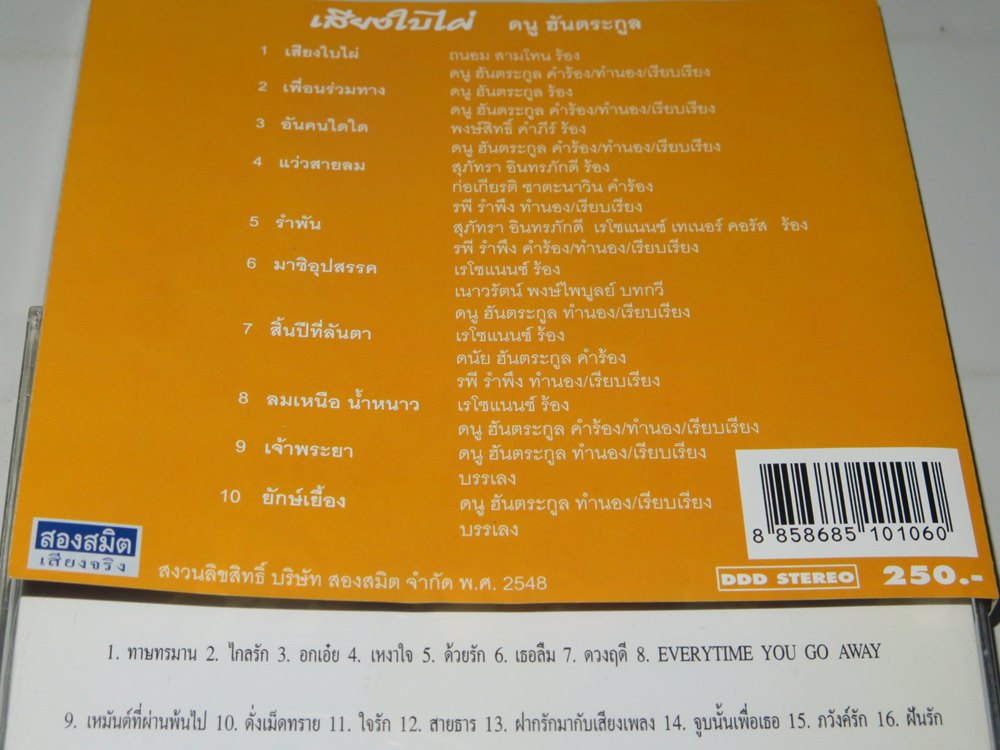 เสียงใบไผ่ ดนู ฮันตระกูล
1 เสียงใบไผ่ ถนอม สามโทน ร้อง
ดนู ฮันตระกูล คำร้อง/ทำนอง/เรียบเรียง
2 เพื่อนร่วมทาง ดนู ฮันตระกูล ร้อง
ดนู ฮันตระกูล คำร้อง/ทำนอง/เรียบเรียง
3 อันคนใดใด พงษ์สิทธิ์ คำภีร์ ร้อง
ดนู ฮันตระกูล คำร้อง/ทำนอง/เรียบเรียง
4 แว่วสายลม สุภัทรา อินทรภักดี ร้อง
ก่อเกียรติ ชาตะนาวิน คำร้อง
รพี รำพึง ทำนอง/เรียบเรียง
5 รำพัน สุภัทรา อินทรภักดี เรโซแนนซ์ เทเนอร์ คอรัส ร้อง
รพี รำพึง คำร้อง/ทำนอง/เรียบเรียง
6 มาซิอุปสรรค เรโซแนนซ์ ร้อง
เนาวรัตน์ พงษ์ไพบูลย์ บทกวี
ดนู ฮันตระกูล ทำนอง/เรียบเรียง
7 สิ้นปีที่ลันตา เรโซแนนซ์ ร้อง
ดนัย ฮันตระกูล คำร้อง
รพี รำพึง ทำนอง/เรียบเรียง
8 ลมเหนือ น้ำหนาว เรโซแนนซ์ ร้อง
ดนู ฮันตระกูล คำร้อง/ทำนอง/เรียบเรียง
9 เจ้าพระยา ดนู ฮันตระกูล ทำนอง/เรียบเรียง
บรรเลง
10 ยักษ์เยื้อง ดนู ฮันตระกูล ทำนอง/เรียบเรียง
บรรเลง
8 858685 101060
สองสมิต
เสียงจริง
สงวนลิขสิทธิ์ บริษัท สองสมิต จำกัด พ.ศ. 2548 DDD STEREO 250.-
1. ทาษทรมาน 2. ไกลรัก 3. อกเอ๋ย 4. เหงาใจ 5. ด้วยรัก 6. เธอลืม 7. ดวงฤดี 8. EVERYTIME YOU GO AWAY
9. เหมันต์ที่ผ่านพ้นไป 10. ดั่งเม็ดทราย 11. ใจรัก 12. สายธาร 13. ฝากรักมากับเสียงเพลง 14. จูบนั้นเพื่อเธอ 15. ภวังค์รัก 16. ฝันรัก